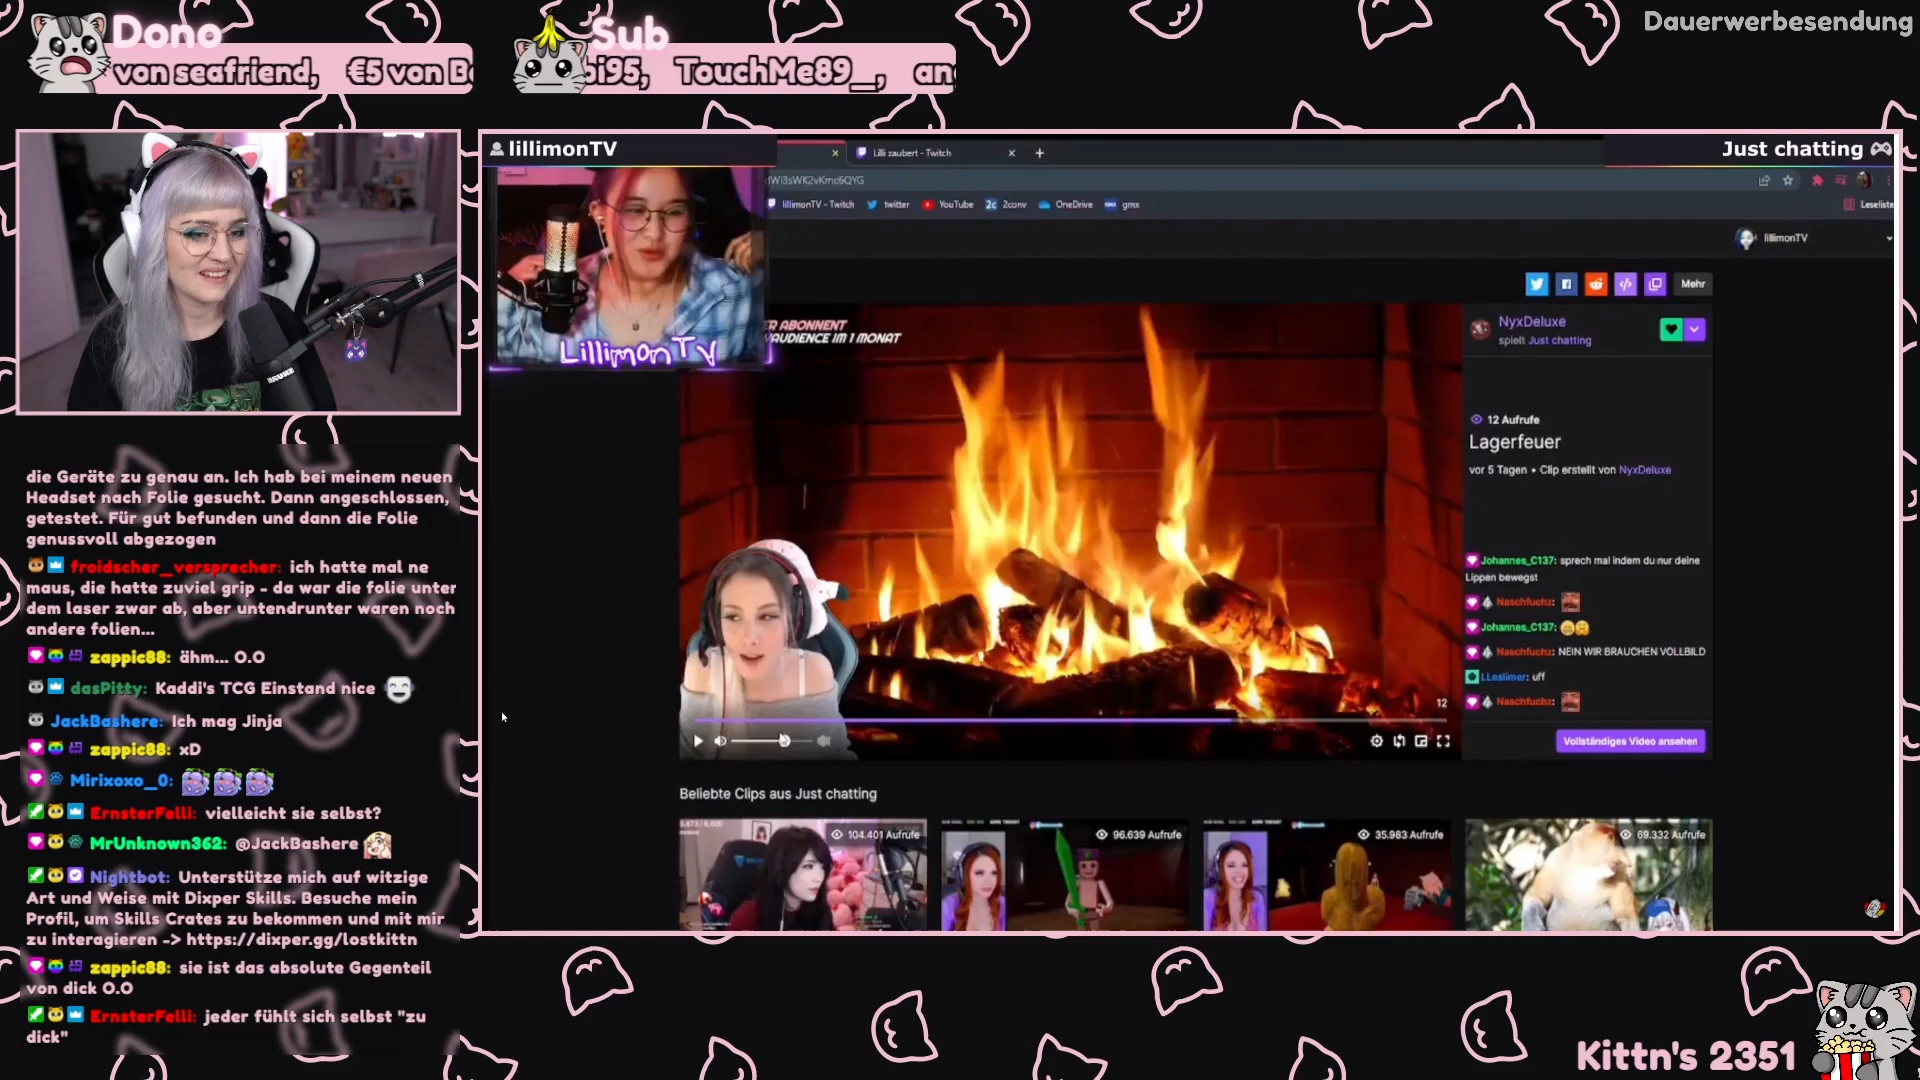 Dono
von seafriend, €5 von Be
Sub
bi95, TouchMe89__, an
Dauerwerbesendung
lillimonTV
Just chatting
Lilli zaubert - Twitch
lillimonTV - Twitch
twitter
YouTube
2conv
OneDrive
gmx
Leseliste
lillimonTV
LillimonTV
Mehr
ER ABONNENT
AUDIENCE IM 1 MONAT
NyxDeluxe
spielt Just chatting
12 Aufrufe
Lagerfeuer
vor 5 Tagen • Clip erstellt von NyxDeluxe
Johannes_C137: sprech mal indem du nur deine
Lippen bewegst
Naschfuchz:
Johannes_C137:
Naschfuchz: NEIN WIR BRAUCHEN VOLLBILD
LLeslimer: uff
Naschfuchz:
12
Vollständiges Video ansehen
Beliebte Clips aus Just chatting
104.401 Aufrufe
96.639 Aufrufe
35.983 Aufrufe
69.332 Aufrufe
die Geräte zu genau an. Ich hab bei meinem neuen
Headset nach Folie gesucht. Dann angeschlossen,
getestet. Für gut befunden und dann die Folie
genussvoll abgezogen
froidscher_versprecher: ich hatte mal ne
maus, die hatte zuviel grip - da war die folie unter
dem laser zwar ab, aber untendrunter waren noch
andere folien...
zappic88: ähm... O.O
dasPitty: Kaddi's TCG Einstand nice
JackBashere: Ich mag Jinja
zappic88: xD
Mirixoxo_0:
ErnsterFelli: vielleicht sie selbst?
MrUnknown362: @JackBashere
Nightbot: Unterstütze mich auf witzige
Art und Weise mit Dixper Skills. Besuche mein
Profil, um Skills Crates zu bekommen und mit mir
zu interagieren -> https://dixper.gg/lostkittn
zappic88: sie ist das absolute Gegenteil
von dick O.O
ErnsterFelli: jeder fühlt sich selbst "zu
dick"
Kittn's 2351